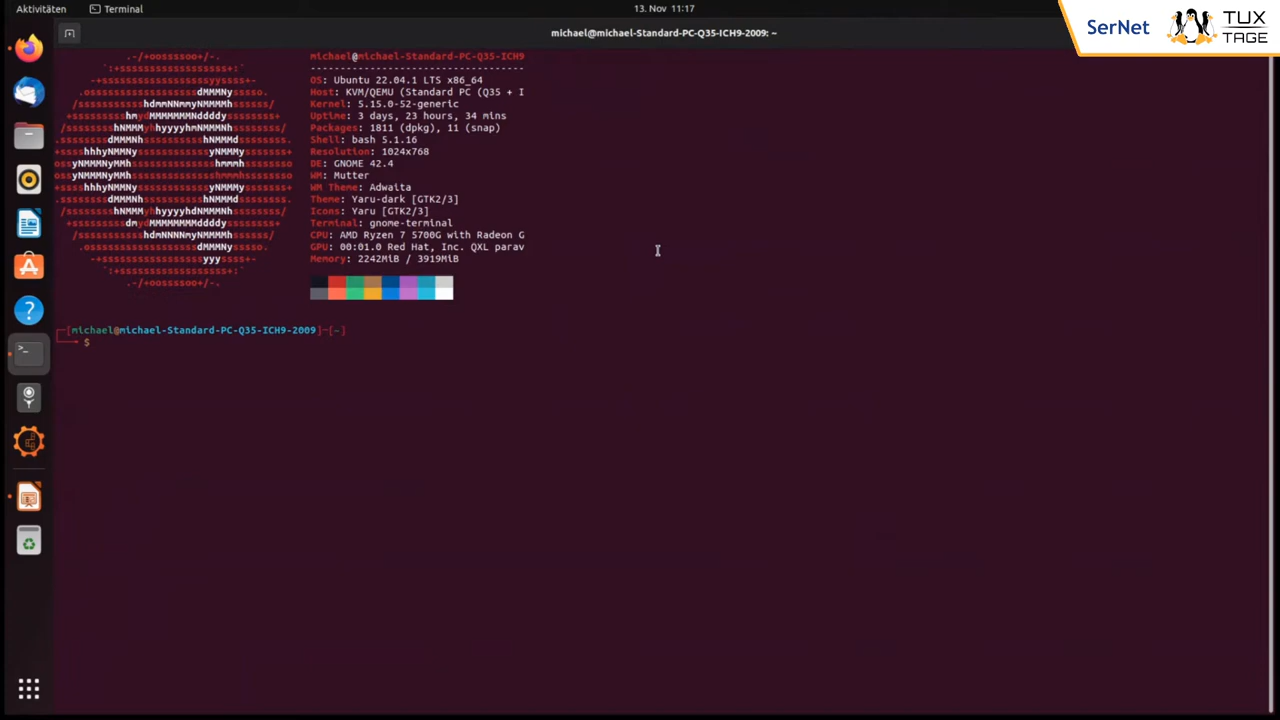 Aktivitäten
Terminal
13. Nov 11:17
SerNet
TUX
TAGE
michael@michael-Standard-PC-Q35-ICH9-2009: ~
michael@michael-Standard-PC-Q35-ICH9
------------------------------------
OS: Ubuntu 22.04.1 LTS x86_64
Host: KVM/QEMU (Standard PC (Q35 + I
Kernel: 5.15.0-52-generic
Uptime: 3 days, 23 hours, 34 mins
Packages: 1811 (dpkg), 11 (snap)
Shell: bash 5.1.16
Resolution: 1024x768
DE: GNOME 42.4
WM: Mutter
WM Theme: Adwaita
Theme: Yaru-dark [GTK2/3]
Icons: Yaru [GTK2/3]
Terminal: gnome-terminal
CPU: AMD Ryzen 7 5700G with Radeon G
GPU: 00:01.0 Red Hat, Inc. QXL parav
Memory: 2242MiB / 3919MiB
┌─[michael@michael-Standard-PC-Q35-ICH9-2009]─[~]
└──╼ $